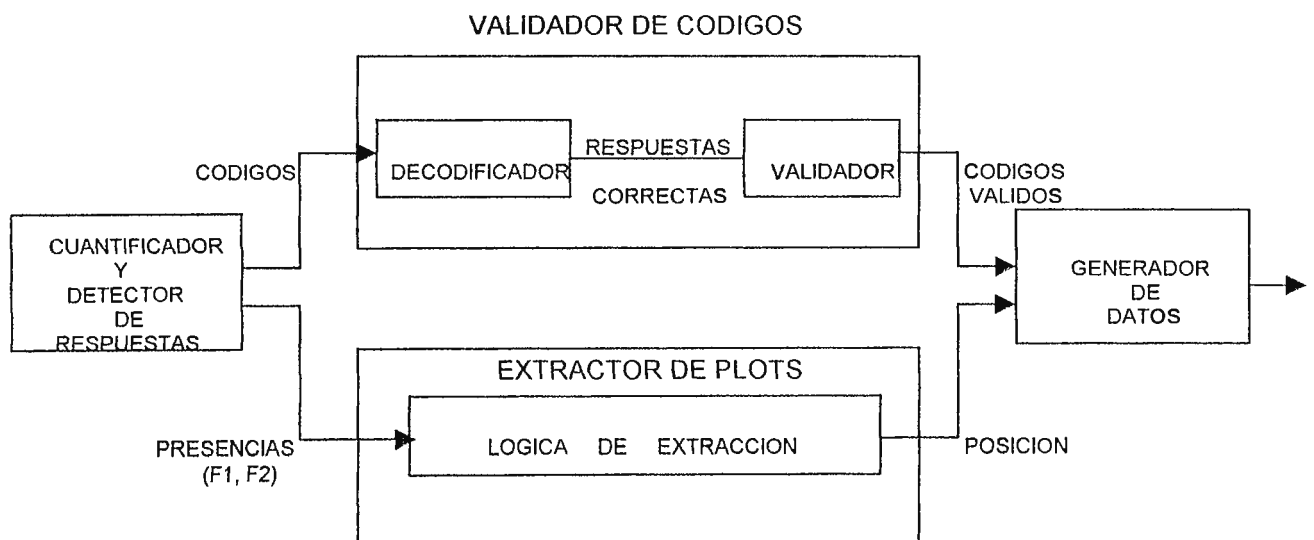 VALIDADOR DE CODIGOS
CODIGOS
DECODIFICADOR
RESPUESTAS
CORRECTAS
VALIDADOR
CODIGOS
VALIDOS
CUANTIFICADOR
Y
DETECTOR
DE
RESPUESTAS
GENERADOR
DE
DATOS
EXTRACTOR DE PLOTS
PRESENCIAS
(F1, F2)
LOGICA DE EXTRACCION
POSICION